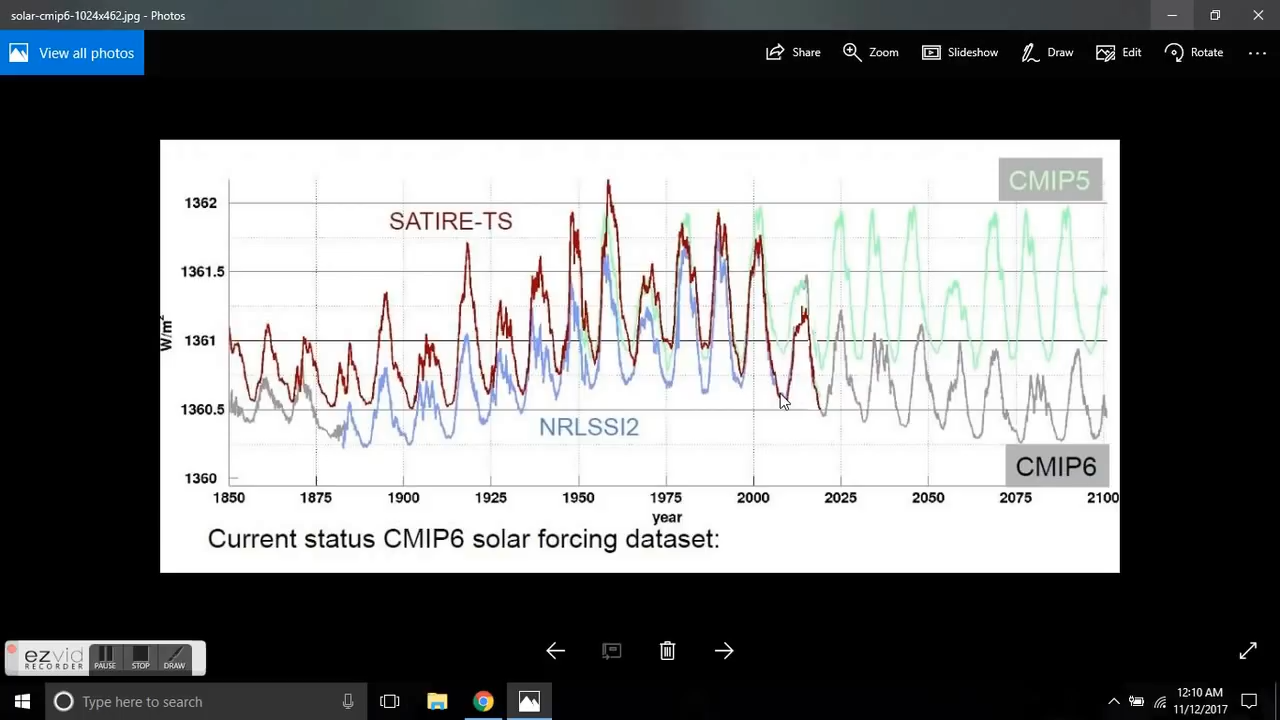 solar-cmip6-1024x462.jpg - Photos
View all photos
Share
Zoom
Slideshow
Draw
Edit
Rotate
CMIP5
1362
SATIRE-TS
1361.5
W/m²
1361
1360.5
NRLSSI2
CMIP6
1360
1850 1875 1900 1925 1950 1975 2000 2025 2050 2075 2100
year
Current status CMIP6 solar forcing dataset:
ezvid
RECORDER
PAUSE
STOP
DRAW
Type here to search
12:10 AM
11/12/2017